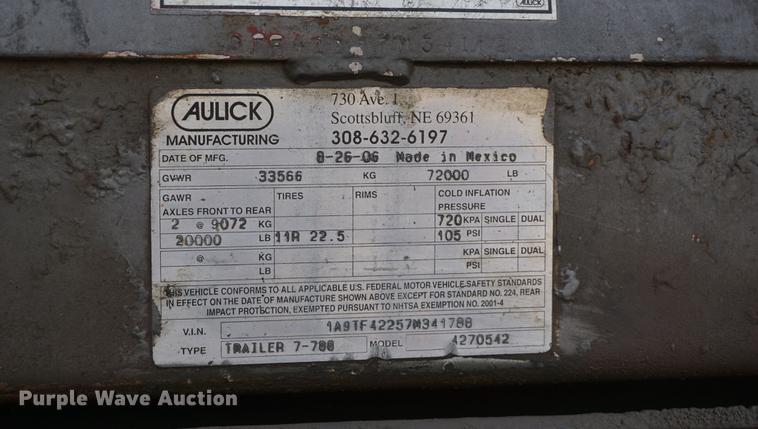 AULICK
AULICK
MANUFACTURING
730 Ave. I
Scottsbluff, NE 69361
308-632-6197
DATE OF MFG. 8-26-06 Made in Mexico
GVWR 33566 KG 72000 LB
GAWR TIRES RIMS COLD INFLATION
AXLES FRONT TO REAR PRESSURE
2 @ 9072 KG 720 KPA SINGLE DUAL
20000 LB 11R 22.5 105 PSI
@ KG KPA SINGLE DUAL
LB PSI
THIS VEHICLE CONFORMS TO ALL APPLICABLE U.S. FEDERAL MOTOR VEHICLE SAFETY STANDARDS
IN EFFECT ON THE DATE OF MANUFACTURE SHOWN ABOVE EXCEPT FOR STANDARD NO. 224, REAR
IMPACT PROTECTION, EXEMPTED PURSUANT TO NHTSA EXEMPTION NO. 2001-4
V.I.N. 1A9TF42257M341788
TYPE TRAILER 7-788 MODEL 4270542
Purple Wave Auction